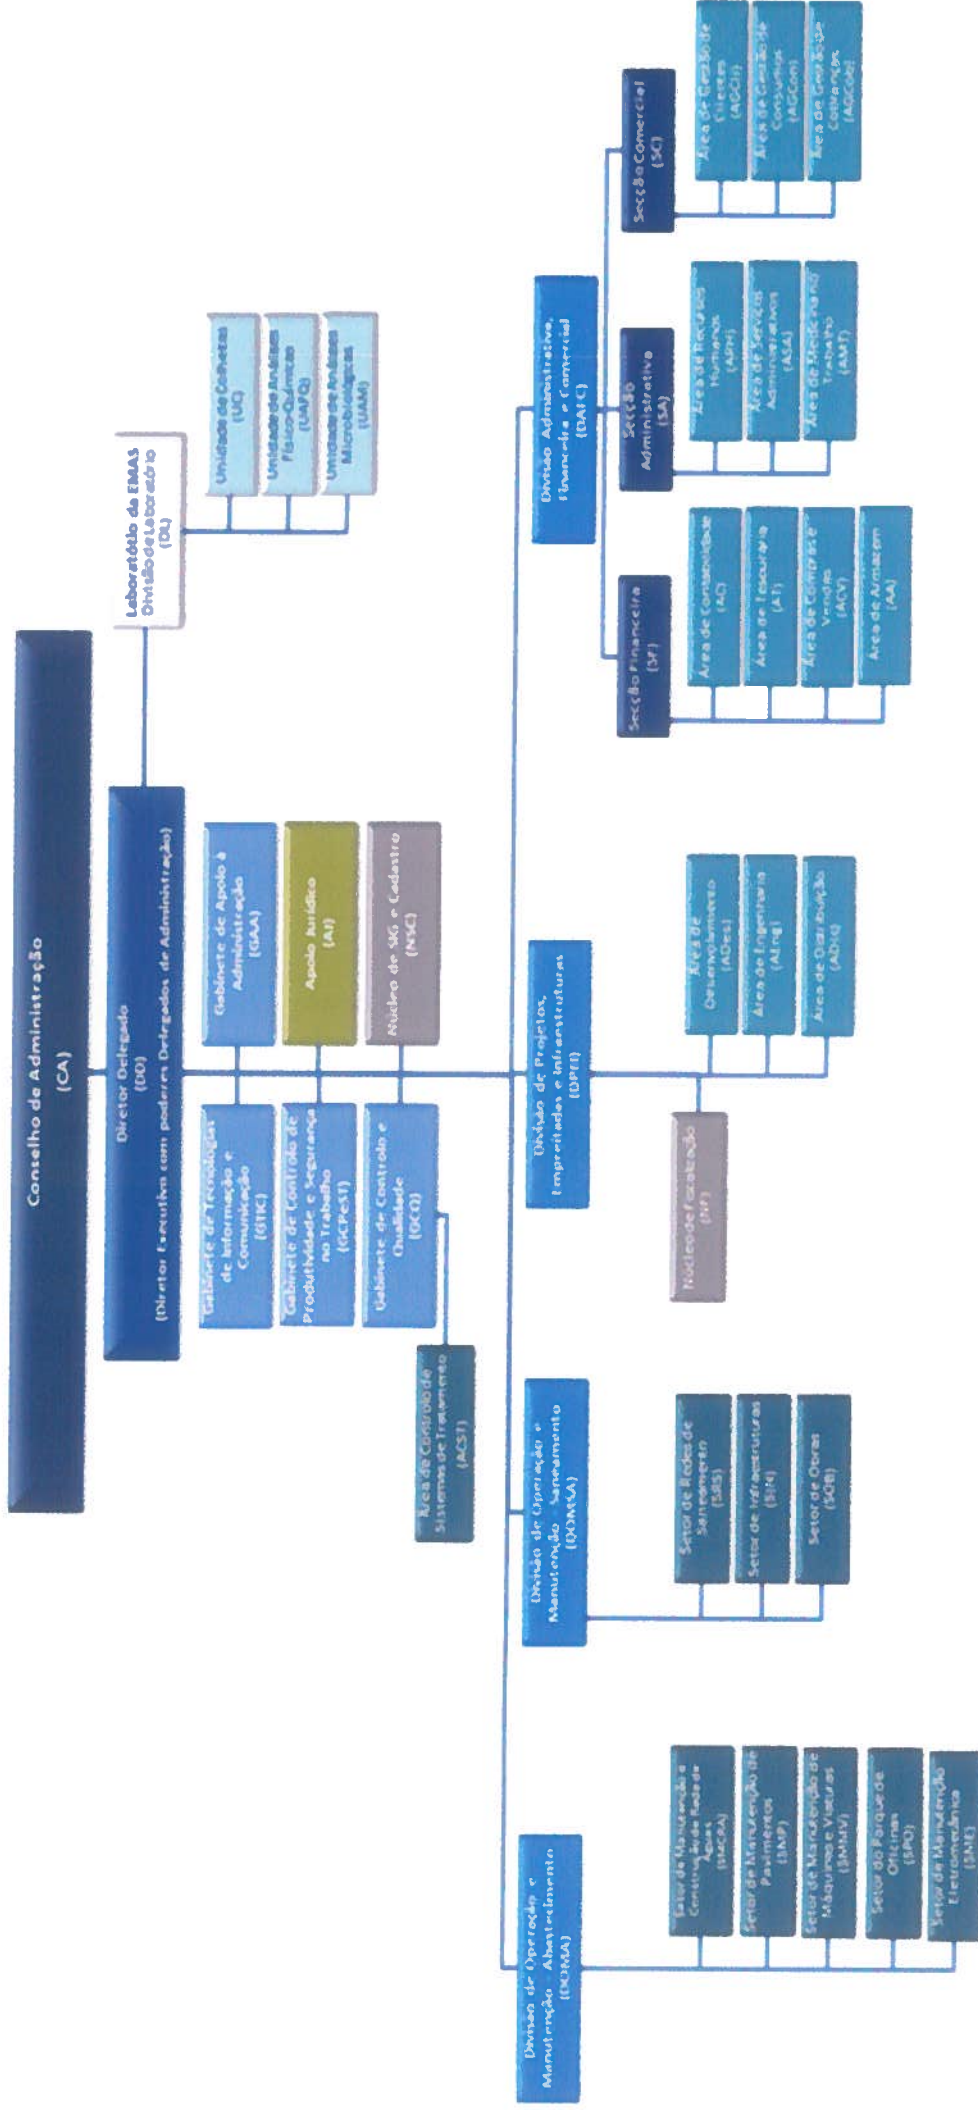 Conselho de Administração
(CA)
Diretor Delegado
(DD)
(Diretor Executivo com poderes Delegados de Administração)
Laboratório da EMAS
Divisão de Laboratório
(DL)
Unidade de Colheitas
(UC)
Unidade de Análises
Físico-Químicas
(UAFQ)
Unidade de Análises
Microbiológicas
(UAM)
Gabinete de Tecnologias
de Informação e
Comunicação
(GTIC)
Gabinete de Apoio à
Administração
(GAA)
Gabinete de Controlo de
Produtividade e Segurança
no Trabalho
(GCPeST)
Apoio Jurídico
(AJ)
Gabinete de Controlo e
Qualidade
(GCQ)
Núcleo de SIG e Cadastro
(NSC)
Área de Controlo de
Sistemas de Tratamento
(ACST)
Divisão de Operação e
Manutenção Abastecimento
(DOMA)
Setor de Manutenção e
Construção de Rede de
Águas
(SMCRA)
Setor de Manutenção de
Pavimentos
(SMP)
Setor de Manutenção de
Máquinas e Viaturas
(SMMV)
Setor do Parque de
Oficinas
(SPO)
Setor de Manutenção
Eletromecânica
(SME)
Divisão de Operação e
Manutenção Saneamento
(DOMSA)
Setor de Redes de
Saneamento
(SRS)
Setor de Infraestruturas
(SIN)
Setor de Obras
(SOB)
Divisão de Projetos,
Empreitadas e Infraestruturas
(DPEI)
Núcleo de Fiscalização
(NF)
Área de
Desenvolvimento
(ADes)
Área de Engenharia
(AEng)
Área de Distribuição
Divisão Administrativa,
Financeira e Comercial
(DAFC)
Secção Financeira
(SF)
Área de Contabilidade
(AC)
Área de Tesouraria
(AT)
Área de Compras e
Vendas
(ACV)
Área de Armazém
(AA)
Secção
Administrativa
(SA)
Área de Recursos
Humanos
(ARH)
Área de Serviços
Administrativos
(ASA)
Área de Medicina no
Trabalho
(AMT)
Secção Comercial
(SC)
Área de Gestão de
Clientes
(AGCli)
Área de Gestão de
Consumos
(AGCon)
Área de Gestão de
Cobranças
(AGCob)